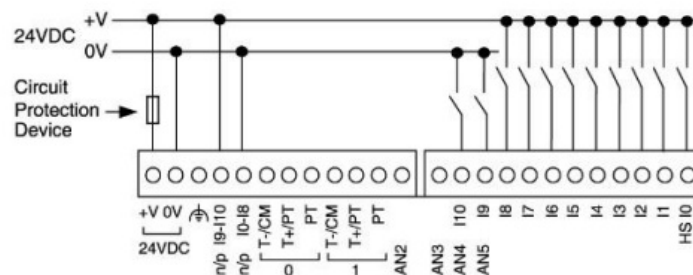 +V
24VDC
0V
Circuit
Protection
Device
+V 0V
24VDC
n/p I9-I10
n/p I0-I8
T-/CM
T+/PT
PT
0
T-/CM
T+/PT
PT
1
AN2
AN3
AN4 I10
AN5 I9
I8
I7
I6
I5
I4
I3
I2
I1
HS I0